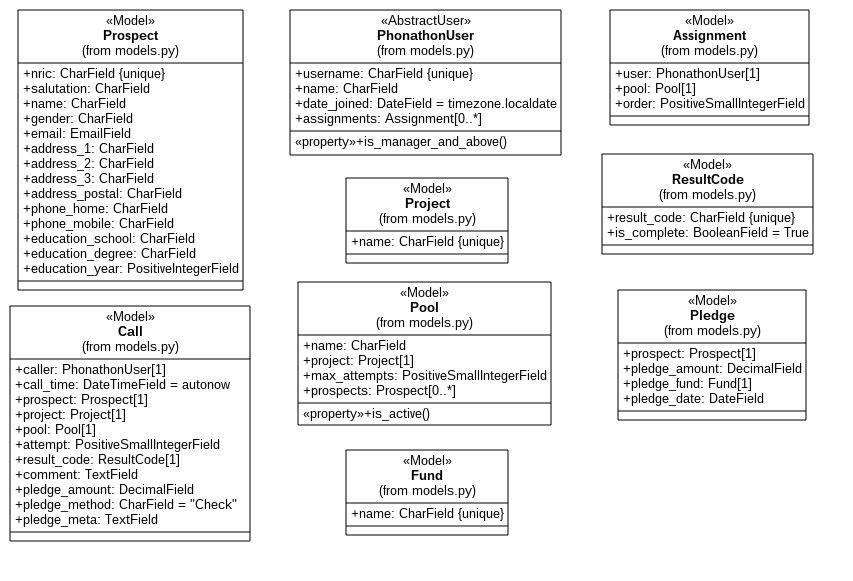 «Model»
Prospect
(from models.py)
+nric: CharField {unique}
+salutation: CharField
+name: CharField
+gender: CharField
+email: EmailField
+address_1: CharField
+address_2: CharField
+address_3: CharField
+address_postal: CharField
+phone_home: CharField
+phone_mobile: CharField
+education_school: CharField
+education_degree: CharField
+education_year: PositiveIntegerField
«Model»
Call
(from models.py)
+caller: PhonathonUser[1]
+call_time: DateTimeField = autonow
+prospect: Prospect[1]
+project: Project[1]
+pool: Pool[1]
+attempt: PositiveSmallIntegerField
+result_code: ResultCode[1]
+comment: TextField
+pledge_amount: DecimalField
+pledge_method: CharField = "Check"
+pledge_meta: TextField
«AbstractUser»
PhonathonUser
(from models.py)
+username: CharField {unique}
+name: CharField
+date_joined: DateField = timezone.localdate
+assignments: Assignment[0..*]
«property»+is_manager_and_above()
«Model»
Project
(from models.py)
+name: CharField {unique}
«Model»
Pool
(from models.py)
+name: CharField
+project: Project[1]
+max_attempts: PositiveSmallIntegerField
+prospects: Prospect[0..*]
«property»+is_active()
«Model»
Fund
(from models.py)
+name: CharField {unique}
«Model»
Assignment
(from models.py)
+user: PhonathonUser[1]
+pool: Pool[1]
+order: PositiveSmallIntegerField
«Model»
ResultCode
(from models.py)
+result_code: CharField {unique}
+is_complete: BooleanField = True
«Model»
Pledge
(from models.py)
+prospect: Prospect[1]
+pledge_amount: DecimalField
+pledge_fund: Fund[1]
+pledge_date: DateField